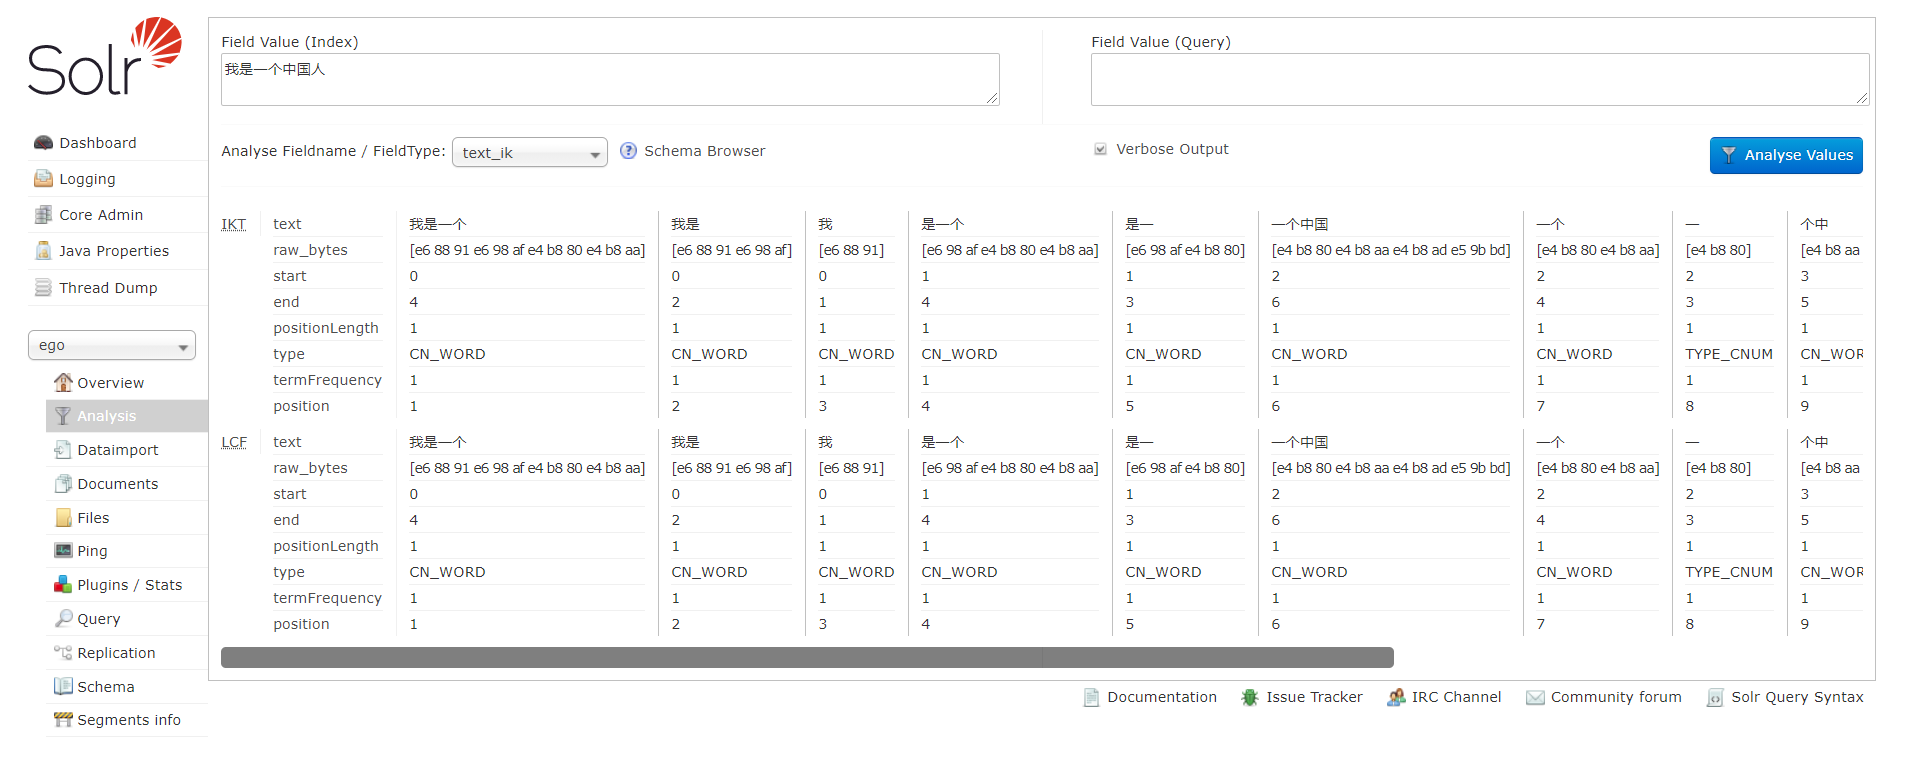 Solr
Dashboard
Logging
Core Admin
Java Properties
Thread Dump
ego
Overview
Analysis
Dataimport
Documents
Files
Ping
Plugins / Stats
Query
Replication
Schema
Segments info
Field Value (Index)
我是一个中国人
Field Value (Query)
Analyse Fieldname / FieldType: text_ik Schema Browser
Verbose Output
Analyse Values
IKT text 我是一个 我是 我 是一个 是一 一个中国 一个 一 个中
raw_bytes [e6 88 91 e6 98 af e4 b8 80 e4 b8 aa] [e6 88 91 e6 98 af] [e6 88 91] [e6 98 af e4 b8 80 e4 b8 aa] [e6 98 af e4 b8 80] [e4 b8 80 e4 b8 aa e4 b8 ad e5 9b bd] [e4 b8 80 e4 b8 aa] [e4 b8 80] [e4 b8 aa
start 0 0 0 1 1 2 2 2 3
end 4 2 1 4 3 6 4 3 5
positionLength 1 1 1 1 1 1 1 1 1
type CN_WORD CN_WORD CN_WORD CN_WORD CN_WORD CN_WORD CN_WORD TYPE_CNUM CN_WOR
termFrequency 1 1 1 1 1 1 1 1 1
position 1 2 3 4 5 6 7 8 9
LCF text 我是一个 我是 我 是一个 是一 一个中国 一个 一 个中
raw_bytes [e6 88 91 e6 98 af e4 b8 80 e4 b8 aa] [e6 88 91 e6 98 af] [e6 88 91] [e6 98 af e4 b8 80 e4 b8 aa] [e6 98 af e4 b8 80] [e4 b8 80 e4 b8 aa e4 b8 ad e5 9b bd] [e4 b8 80 e4 b8 aa] [e4 b8 80] [e4 b8 aa
start 0 0 0 1 1 2 2 2 3
end 4 2 1 4 3 6 4 3 5
positionLength 1 1 1 1 1 1 1 1 1
type CN_WORD CN_WORD CN_WORD CN_WORD CN_WORD CN_WORD CN_WORD TYPE_CNUM CN_WOR
termFrequency 1 1 1 1 1 1 1 1 1
position 1 2 3 4 5 6 7 8 9
Documentation Issue Tracker IRC Channel Community forum Solr Query Syntax